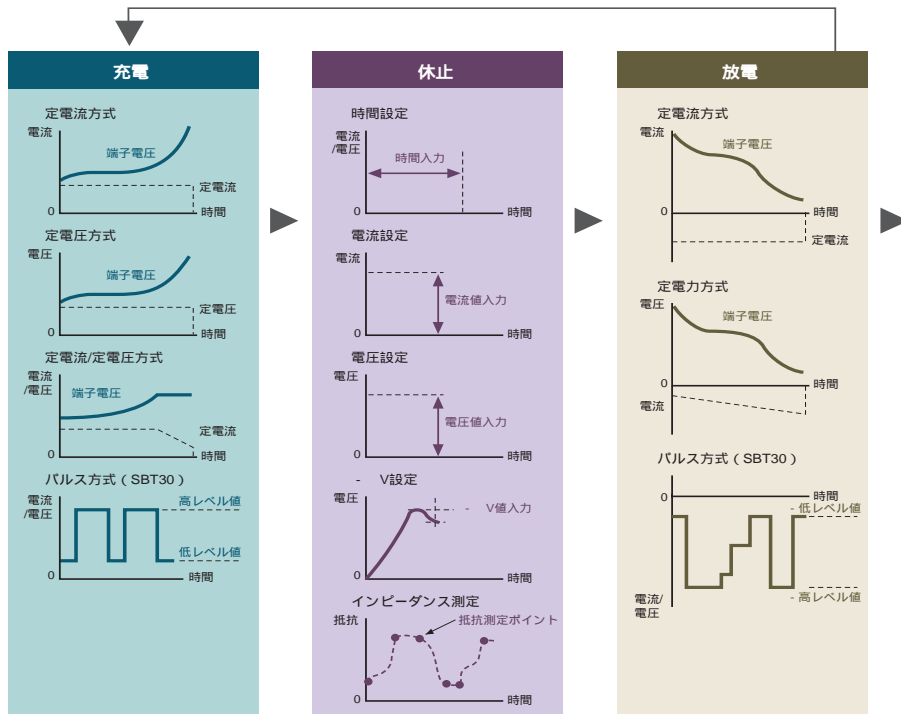 充電
定電流方式
電流
端子電圧
定電流
0
時間
定電圧方式
電圧
端子電圧
定電圧
0
時間
定電流/定電圧方式
電流
/電圧
端子電圧
定電流
0
時間
パルス方式(SBT30)
電流
/電圧
高レベル値
低レベル値
0
時間
休止
時間設定
電流
/電圧
時間入力
0
時間
電流設定
電流
電流値入力
0
時間
電圧設定
電圧
電圧値入力
0
時間
- V設定
電圧
- V値入力
0
時間
インピーダンス測定
抵抗
抵抗測定ポイント
0
時間
放電
定電流方式
電流
端子電圧
0
時間
定電流
定電力方式
電圧
端子電圧
0
時間
電流
パルス方式(SBT30)
0
時間
- 低レベル値
- 高レベル値
電流/
電圧